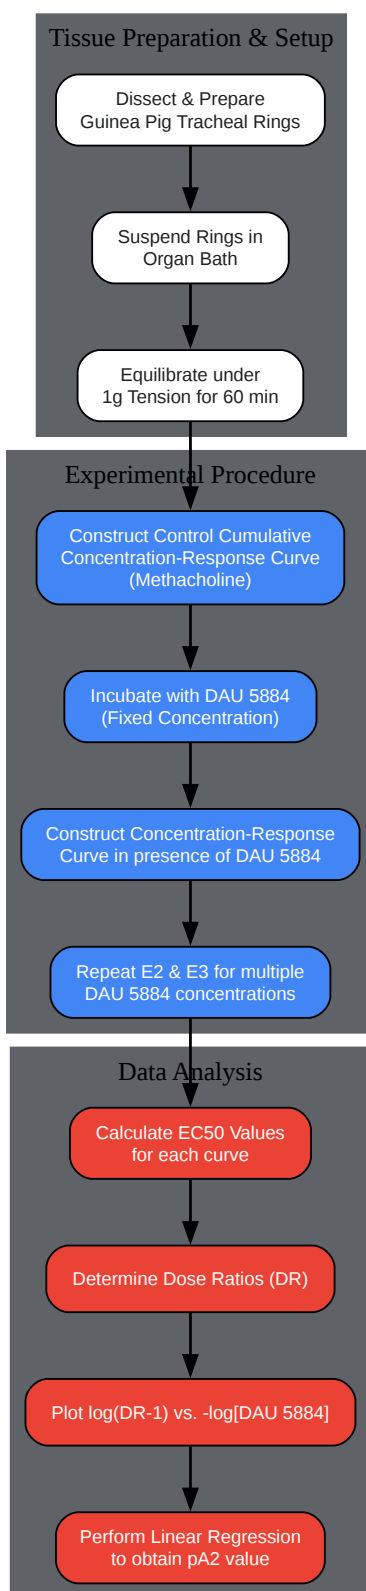 Tissue Preparation & Setup
Dissect & Prepare
Guinea Pig Tracheal Rings
Suspend Rings in
Organ Bath
Equilibrate under
1g Tension for 60 min
Experimental Procedure
Construct Control Cumulative
Concentration-Response Curve
(Methacholine)
Incubate with DAU 5884
(Fixed Concentration)
Construct Concentration-Response
Curve in presence of DAU 5884
Repeat E2 & E3 for multiple
DAU 5884 concentrations
Data Analysis
Calculate EC50 Values
for each curve
Determine Dose Ratios (DR)
Plot log(DR-1) vs. -log[DAU 5884]
Perform Linear Regression
to obtain pA2 value